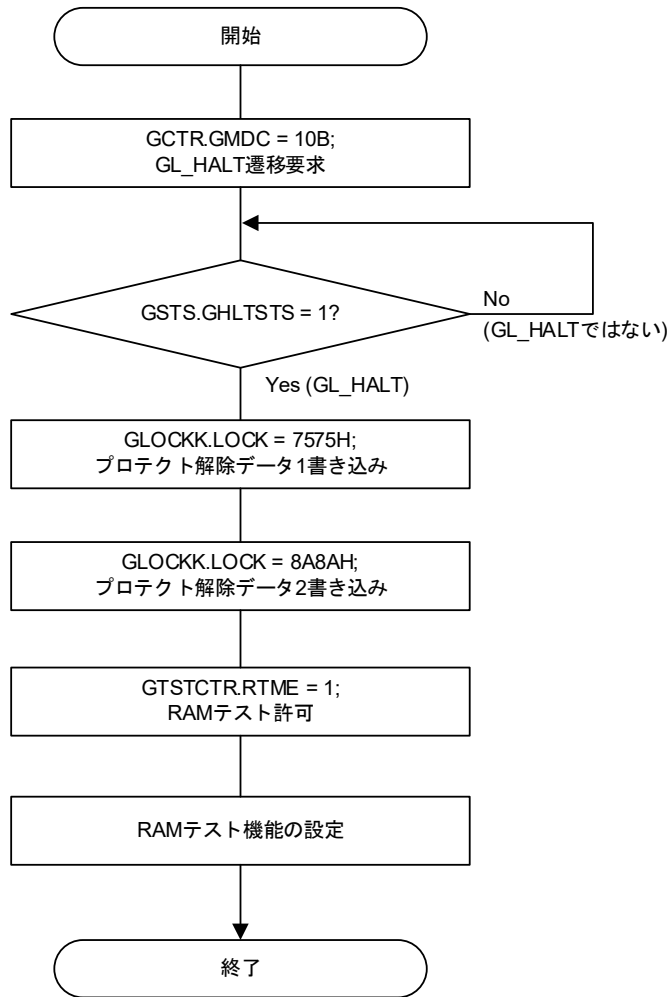 開始
GCTR.GMDC = 10B;
GL_HALT遷移要求
GSTS.GHLTSTS = 1?
No
(GL_HALTではない)
Yes (GL_HALT)
GLOCKK.LOCK = 7575H;
プロテクト解除データ1書き込み
GLOCKK.LOCK = 8A8AH;
プロテクト解除データ2書き込み
GTSTCTR.RTME = 1;
RAMテスト許可
RAMテスト機能の設定
終了